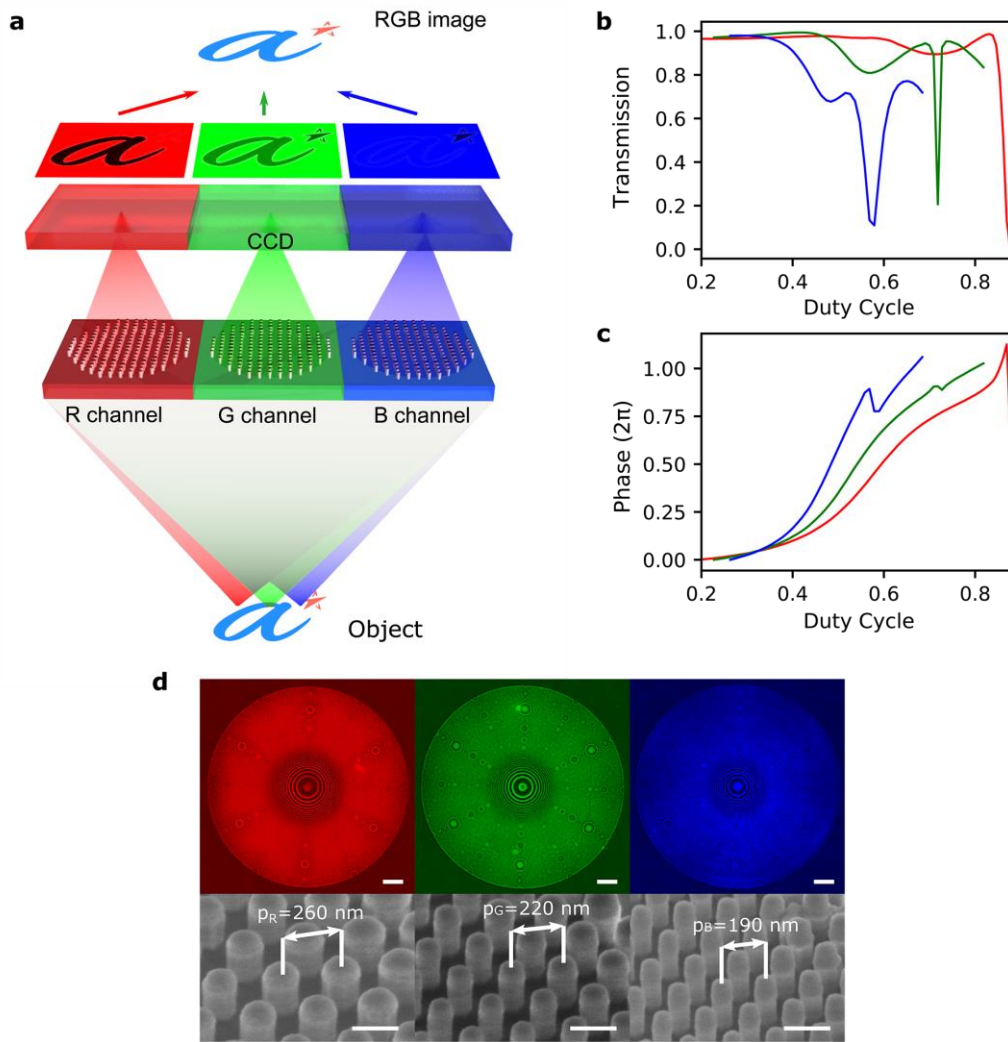 a
RGB image
a
a
a
a
CCD
R channel
G channel
B channel
a
Object
b
1.0
0.8
0.6
0.4
0.2
0.0
Transmission
0.2 0.4 0.6 0.8
Duty Cycle
c
1.00
0.75
0.50
0.25
0.00
Phase (2π)
0.2 0.4 0.6 0.8
Duty Cycle
d
pR=260 nm
pG=220 nm
pB=190 nm